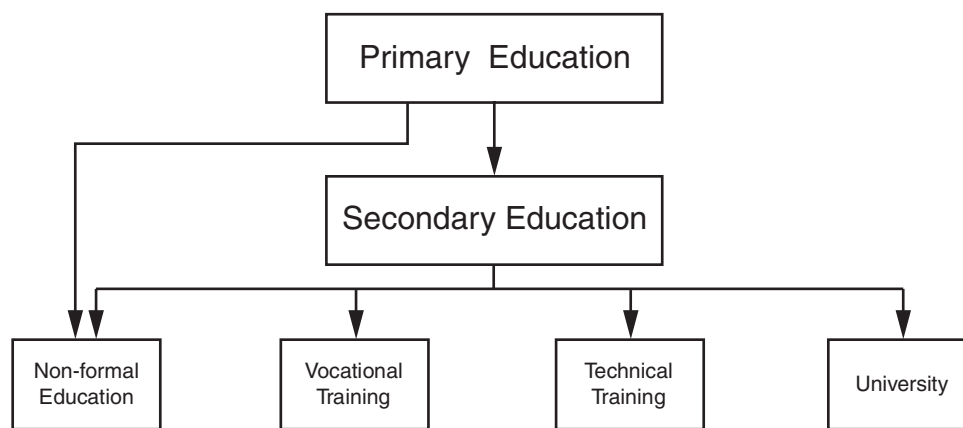 Primary Education
Secondary Education
Non-formal
Education
Vocational
Training
Technical
Training
University